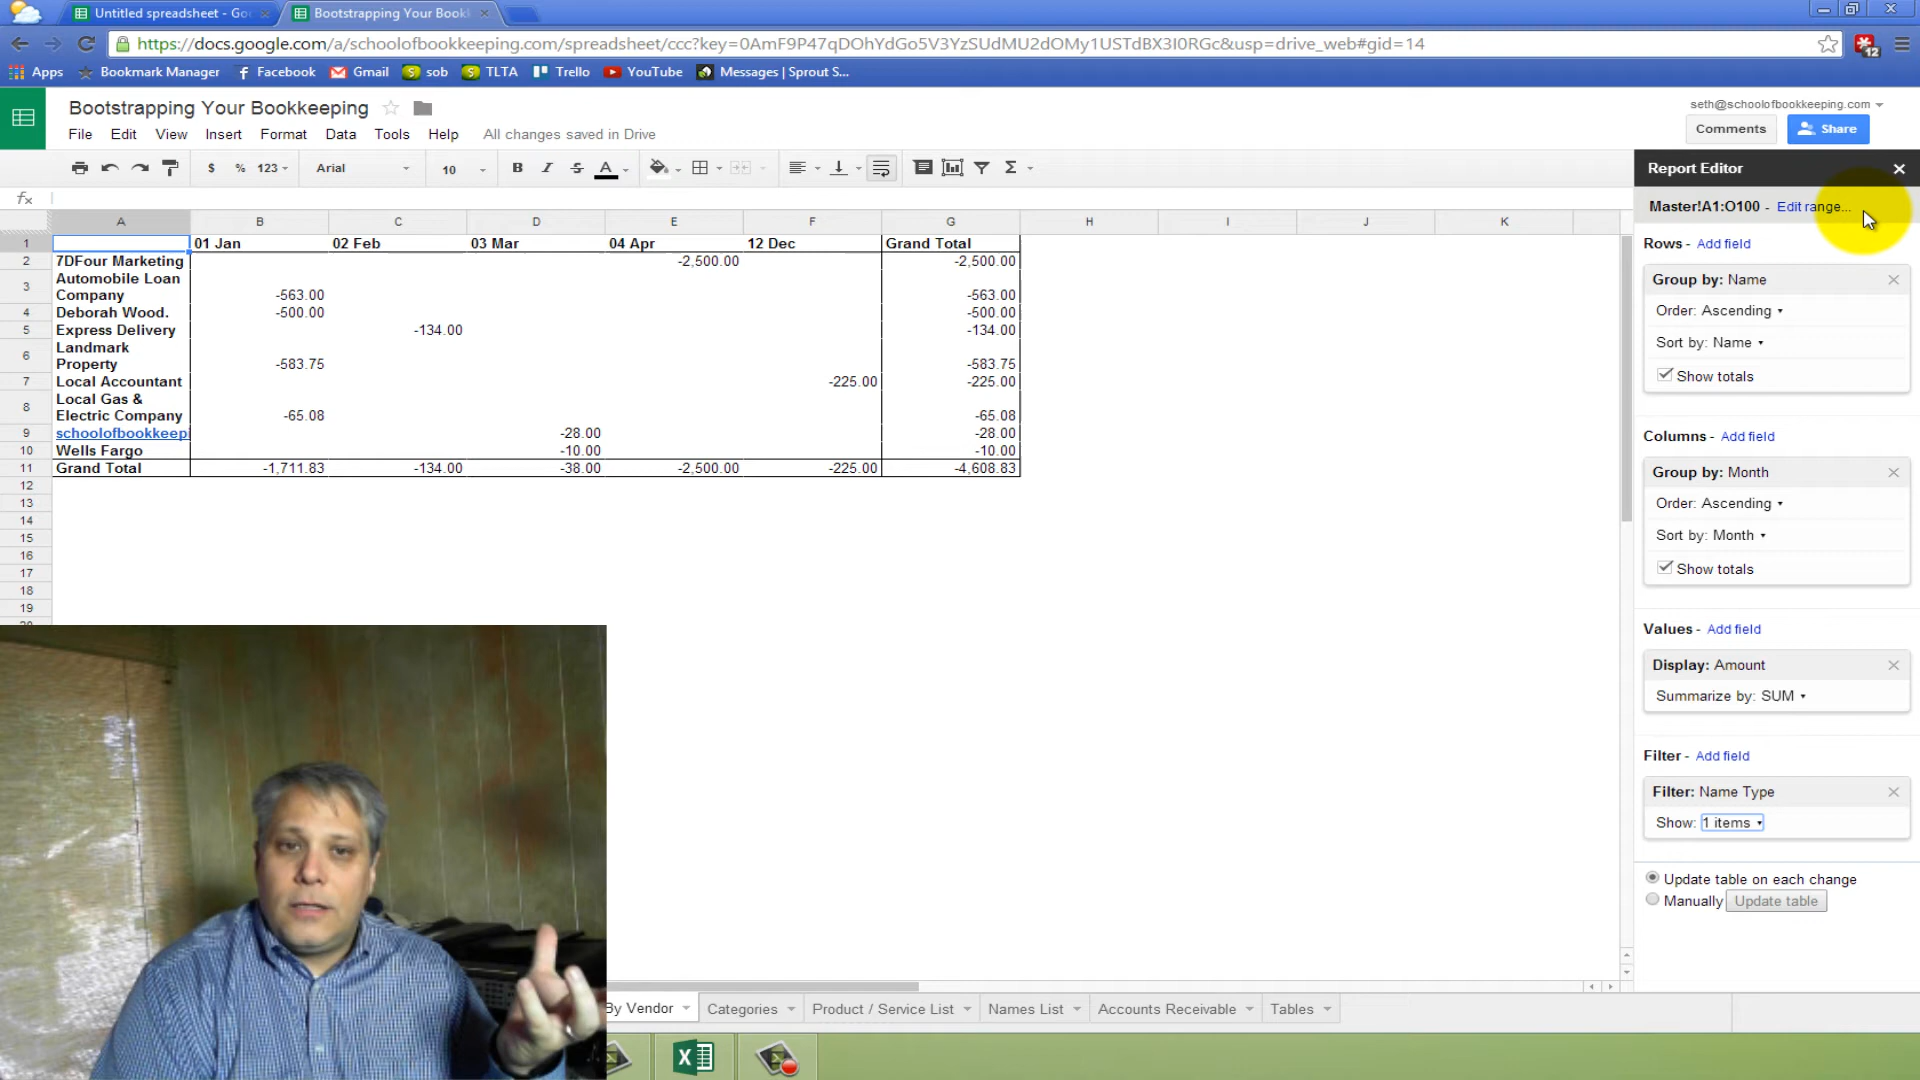 Untitled spreadsheet - Goo
Bootstrapping Your Bookk
https://docs.google.com/a/schoolofbookkeeping.com/spreadsheet/ccc?key=0AmF9P47qDOhYdGo5V3YzSUdMU2dOMy1USTdBX3I0RGc&usp=drive_web#gid=14
12
Apps Bookmark Manager Facebook Gmail sob TLTA Trello YouTube Messages | Sprout S...
Bootstrapping Your Bookkeeping
seth@schoolofbookkeeping.com
File Edit View Insert Format Data Tools Help All changes saved in Drive
Comments Share
$ % 123 Arial 10 B I S A Σ
Report Editor
fx
Master!A1:O100 - Edit range...
A B C D E F G H I J K
Rows - Add field
1 01 Jan 02 Feb 03 Mar 04 Apr 12 Dec Grand Total
2 7DFour Marketing -2,500.00 -2,500.00
3 Automobile Loan
Company -563.00 -563.00
4 Deborah Wood. -500.00 -500.00
5 Express Delivery -134.00 -134.00
6 Landmark
Property -583.75 -583.75
7 Local Accountant -225.00 -225.00
8 Local Gas &
Electric Company -65.08 -65.08
9 schoolofbookkeepi -28.00 -28.00
10 Wells Fargo -10.00 -10.00
11 Grand Total -1,711.83 -134.00 -38.00 -2,500.00 -225.00 -4,608.83
12
13
14
15
16
17
18
19
Group by: Name
Order: Ascending
Sort by: Name
Show totals
Columns - Add field
Group by: Month
Order: Ascending
Sort by: Month
Show totals
Values - Add field
Display: Amount
Summarize by: SUM
Filter - Add field
Filter: Name Type
Show: 1 items
Update table on each change
Manually Update table
By Vendor Categories Product / Service List Names List Accounts Receivable Tables